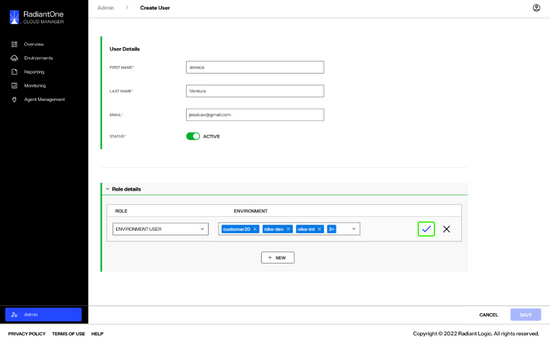 RadiantOne
CLOUD MANAGER
Admin > Create User
Overview
Environments
Reporting
Monitoring
Agent Management
User Details
FIRST NAME*
Jessica
LAST NAME*
Ventura
EMAIL*
jessicav@gmail.com
STATUS*
ACTIVE
Role details
ROLE
ENVIRONMENT
ENVIRONMENT USER
customer20 ×
nike-dev ×
nike-int ×
3+
+ NEW
Admin
CANCEL
SAVE
PRIVACY POLICY
TERMS OF USE
HELP
Copyright © 2022 Radiant Logic. All rights reserved.